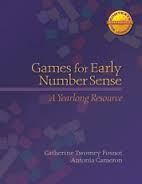 Games for Early
Number Sense
A Yearlong Resource
Catherine Twomey Fosnot
Antonia Cameron